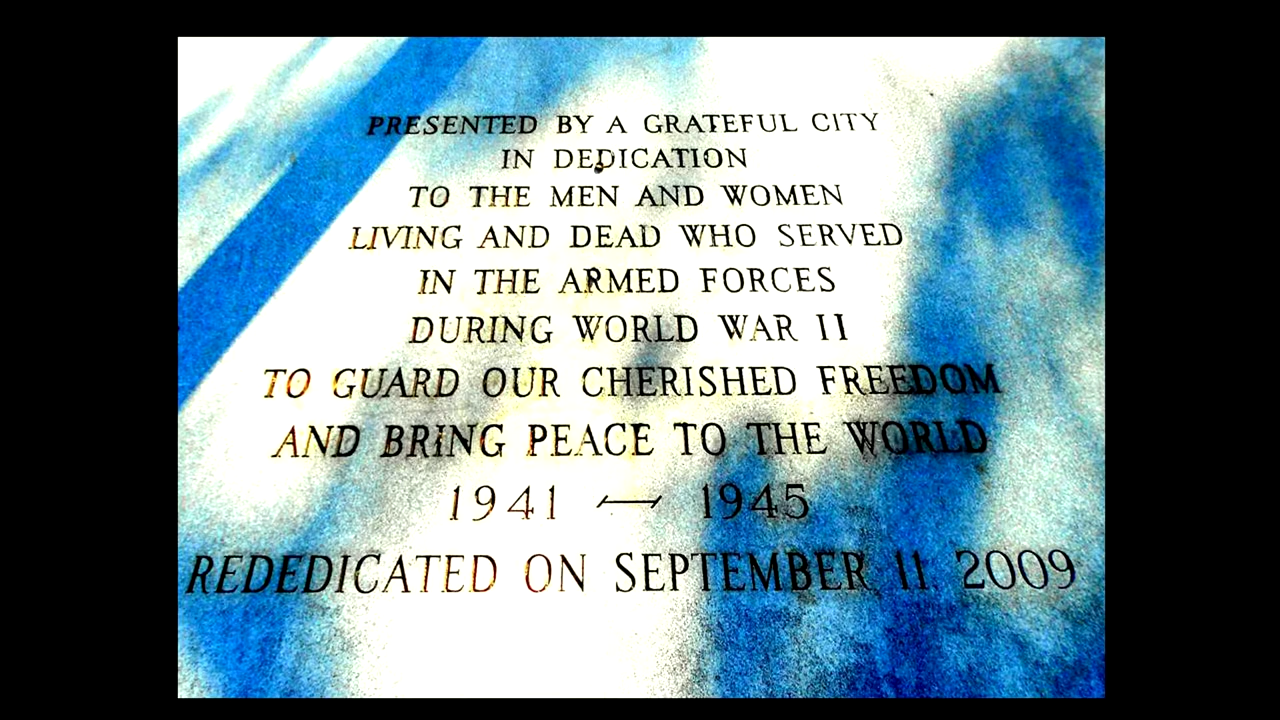 PRESENTED BY A GRATEFUL CITY
IN DEDICATION
TO THE MEN AND WOMEN
LIVING AND DEAD WHO SERVED
IN THE ARMED FORCES
DURING WORLD WAR II
TO GUARD OUR CHERISHED FREEDOM
AND BRING PEACE TO THE WORLD
1941 — 1945
REDEDICATED ON SEPTEMBER 11, 2009